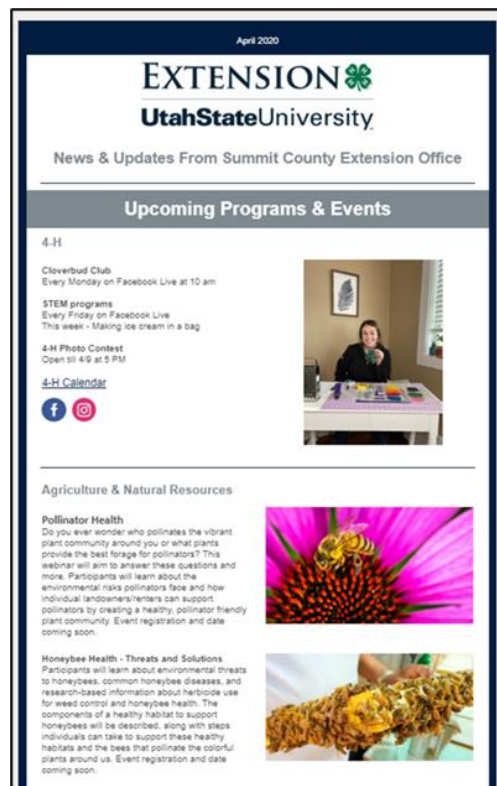 April 2020
EXTENSION
UtahStateUniversity
News & Updates From Summit County Extension Office
Upcoming Programs & Events
4-H
Cloverbud Club
Every Monday on Facebook Live at 10 am
STEM programs
Every Friday on Facebook Live
This week - Making ice cream in a bag
4-H Photo Contest
Open till 4/9 at 5 PM
4-H Calendar
Agriculture & Natural Resources
Pollinator Health
Do you ever wonder who pollinates the vibrant
plant community around you or what plants
provide the best forage for pollinators? This
webinar will aim to answer these questions and
more. Participants will learn about the
environmental risks pollinators face and how
individual landowners/renters can support
pollinators by creating a healthy, pollinator friendly
plant community. Event registration and date
coming soon.
Honeybee Health - Threats and Solutions
Participants will learn about environmental threats
to honeybees, common honeybee diseases, and
research-based information about herbicide use
for weed control and honeybee health. The
components of a healthy habitat to support
honeybees will be described, along with steps
individuals can take to support these healthy
habitats and the bees that pollinate the colorful
plants around us. Event registration and date
coming soon.